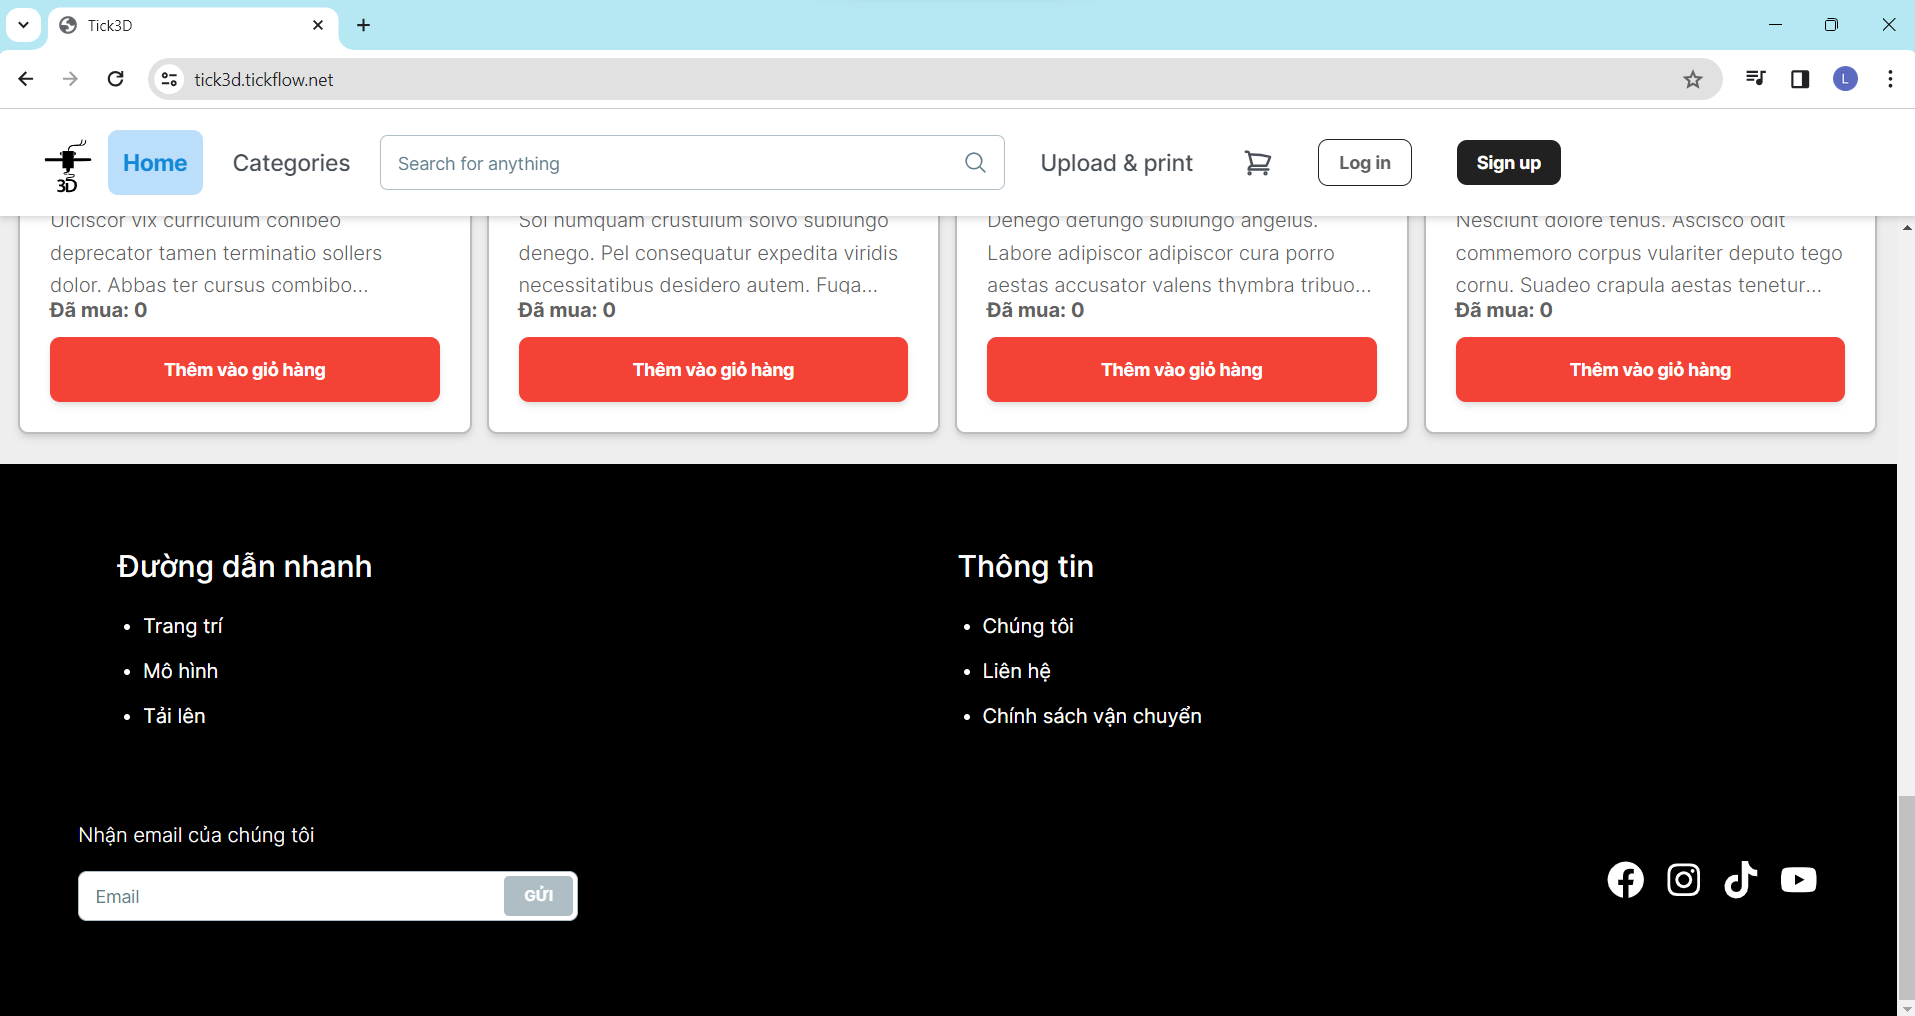 Tick3D
tick3d.tickflow.net
L
3D
Home
Categories
Search for anything
Upload & print
Log in
Sign up
Ulciscor vix curriculum conibeo
deprecator tamen terminatio sollers
dolor. Abbas ter cursus combibo...
Đã mua: 0
Thêm vào giỏ hàng
Sol numquam crustulum solvo subiungo
denego. Pel consequatur expedita viridis
necessitatibus desidero autem. Fuga...
Đã mua: 0
Thêm vào giỏ hàng
Denego defungo subiungo angelus.
Labore adipiscor adipiscor cura porro
aestas accusator valens thymbra tribuo...
Đã mua: 0
Thêm vào giỏ hàng
Nesciunt dolore tenus. Ascisco odit
commemoro corpus vulariter deputo tego
cornu. Suadeo crapula aestas tenetur...
Đã mua: 0
Thêm vào giỏ hàng
Đường dẫn nhanh
• Trang trí
• Mô hình
• Tải lên
Thông tin
• Chúng tôi
• Liên hệ
• Chính sách vận chuyển
Nhận email của chúng tôi
Email
GỬI